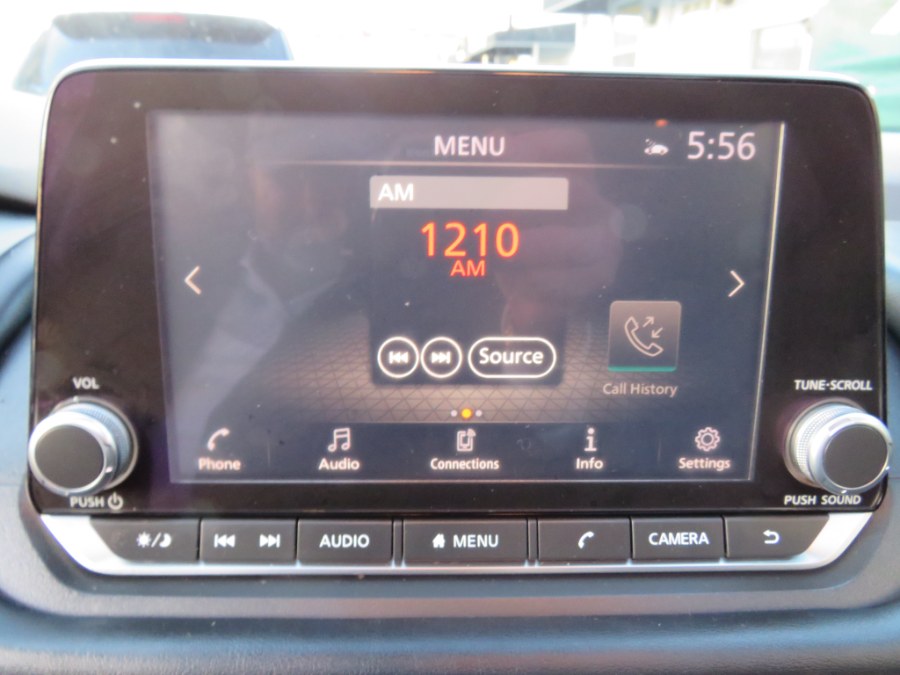 MENU
5:56
AM
1210
AM
Source
Call History
VOL
TUNE-SCROLL
Phone
Audio
Connections
Info
Settings
PUSH
PUSH SOUND
AUDIO
MENU
CAMERA